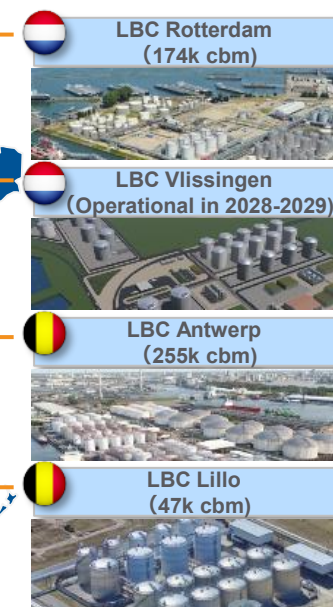 LBC Rotterdam
(174k cbm)
LBC Vlissingen
(Operational in 2028-2029)
LBC Antwerp
(255k cbm)
LBC Lillo
(47k cbm)